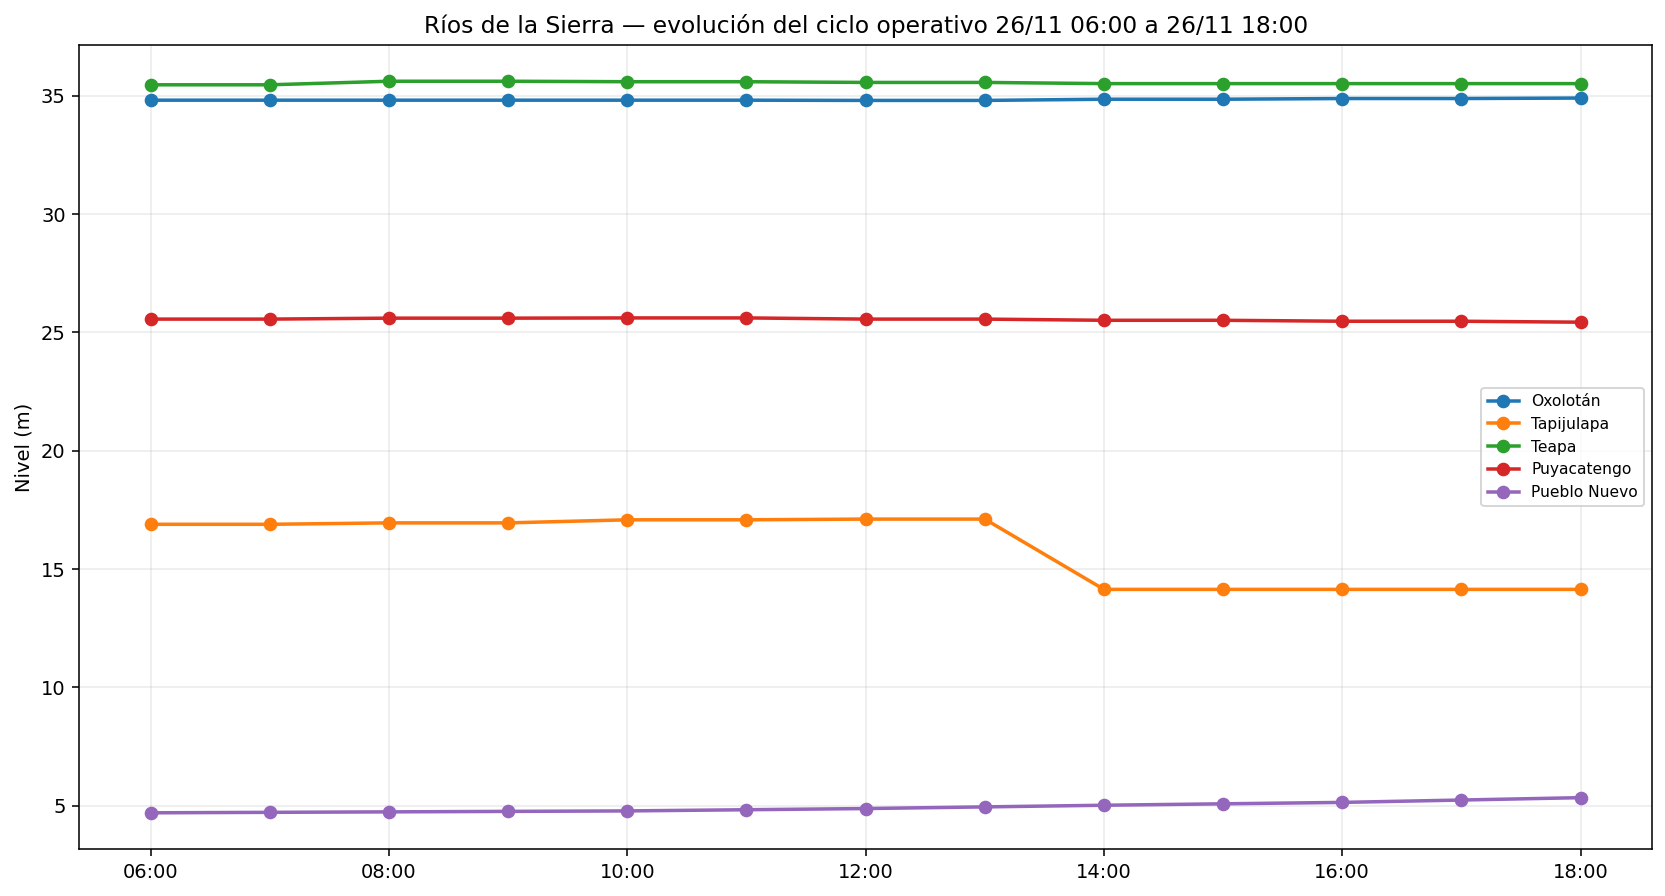 Ríos de la Sierra — evolución del ciclo operativo 26/11 06:00 a 26/11 18:00
Nivel (m)
35
30
25
20
15
10
5
Oxolotán
Tapijulapa
Teapa
Puyacatengo
Pueblo Nuevo
06:00 08:00 10:00 12:00 14:00 16:00 18:00